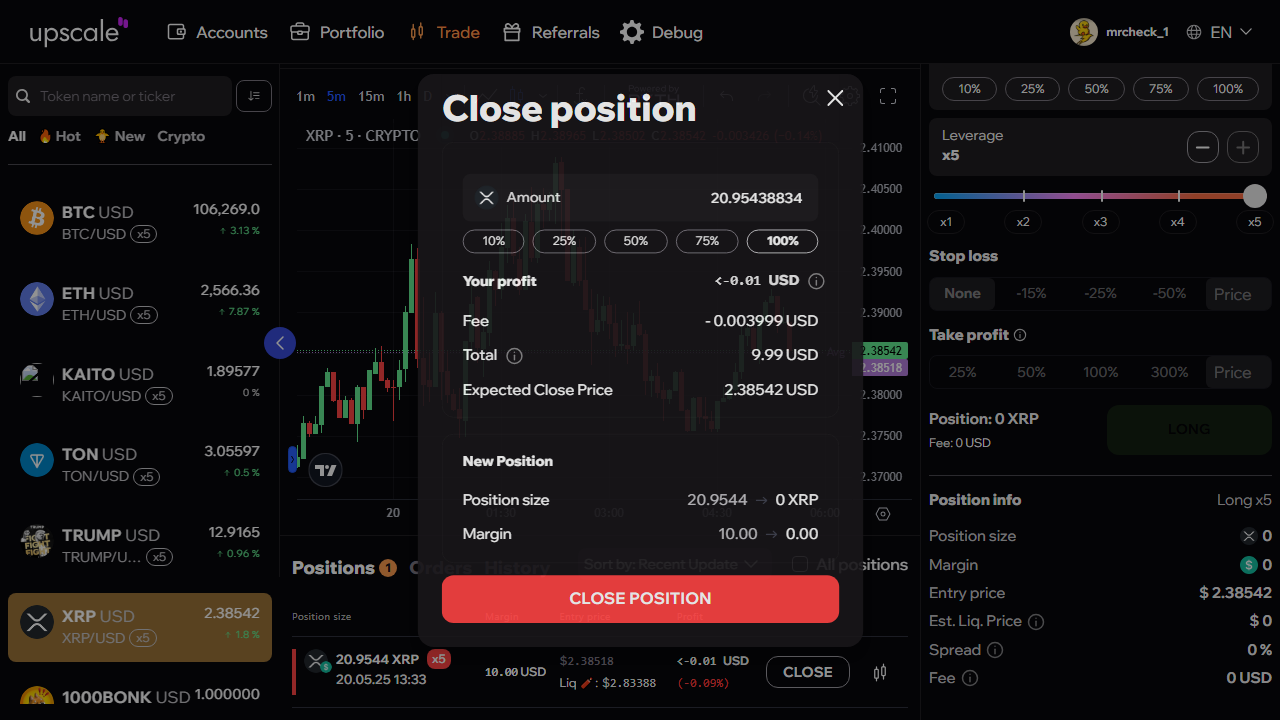 upscale
Accounts
Portfolio
Trade
Referrals
Debug
mrcheck_1
EN
Token name or ticker
All
Hot
New
Crypto
BTC USD
106,269.0
BTC/USD x5
↑ 3.13 %
ETH USD
2,566.36
ETH/USD x5
↑ 7.87 %
KAITO USD
1.89577
KAITO/USD x5
0 %
TON USD
3.05597
TON/USD x5
↑ 0.5 %
TRUMP USD
12.9165
TRUMP/U... x5
↑ 0.96 %
XRP USD
2.38542
XRP/USD x5
↑ 1.8 %
1000BONK USD
1.000000
1m 5m 15m 1h D
XRP · 5 · CRYPTO
2.41000
2.40500
2.40000
2.39500
2.39000
2.38542
2.38518
2.38000
2.37500
2.37000
20 01:30 03:00 04:30 06:00
Close position
Amount
20.95438834
10% 25% 50% 75% 100%
Your profit
<-0.01 USD
Fee
-0.003999 USD
Total
9.99 USD
Expected Close Price
2.38542 USD
New Position
Position size
20.9544 → 0 XRP
Margin
10.00 → 0.00
CLOSE POSITION
Positions 1
Orders
History
Sort by: Recent Update
All positions
Position size
Margin
Entry price
Profit
20.9544 XRP x5
20.05.25 13:33
10.00 USD
$2.38518
Liq : $2.83388
<-0.01 USD
(-0.09%)
CLOSE
10% 25% 50% 75% 100%
Leverage
x5
x1 x2 x3 x4 x5
Stop loss
None -15% -25% -50% Price
Take profit
25% 50% 100% 300% Price
Position: 0 XRP
Fee: 0 USD
LONG
Position info
Long x5
Position size
0
Margin
0
Entry price
$ 2.38542
Est. Liq. Price
$ 0
Spread
0 %
Fee
0 USD